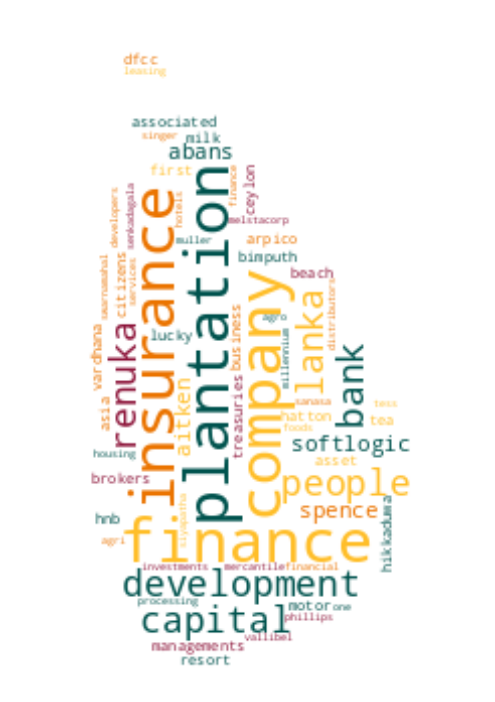 dfcc
leasing
associated
singer
milk
abans
first
finance
ceylon
plantation
insurance
hotels
senkadagala
developers
melstacorp
muller
arpico
bimputh
beach
citizens
services
swarnamahal
company
lanka
distributors
agro
business
millennium
lucky
renuka
vardhana
asia
bank
aitken
treasuries
sanasa
hatton
foods
tess
tea
softlogic
housing
asset
brokers
people
spence
hikkaduwa
siyapatha
hnb
agri
finance
investments
mercantile
financial
development
processing
motor
one
capital
phillips
vallibel
managements
resort